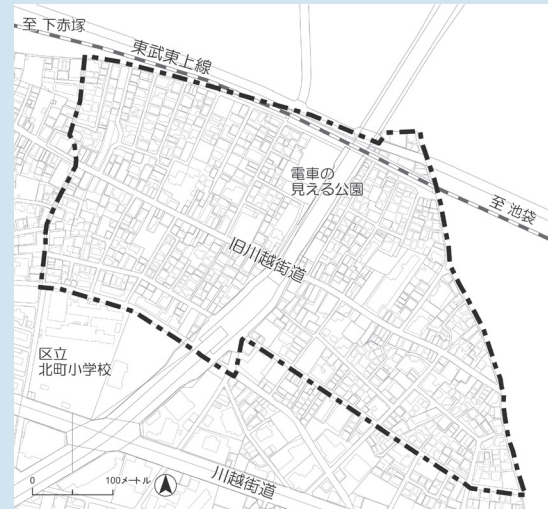 至 下赤塚
東武東上線
電車の
見える公園
至 池袋
旧川越街道
区立
北町小学校
川越街道
0 100メートル